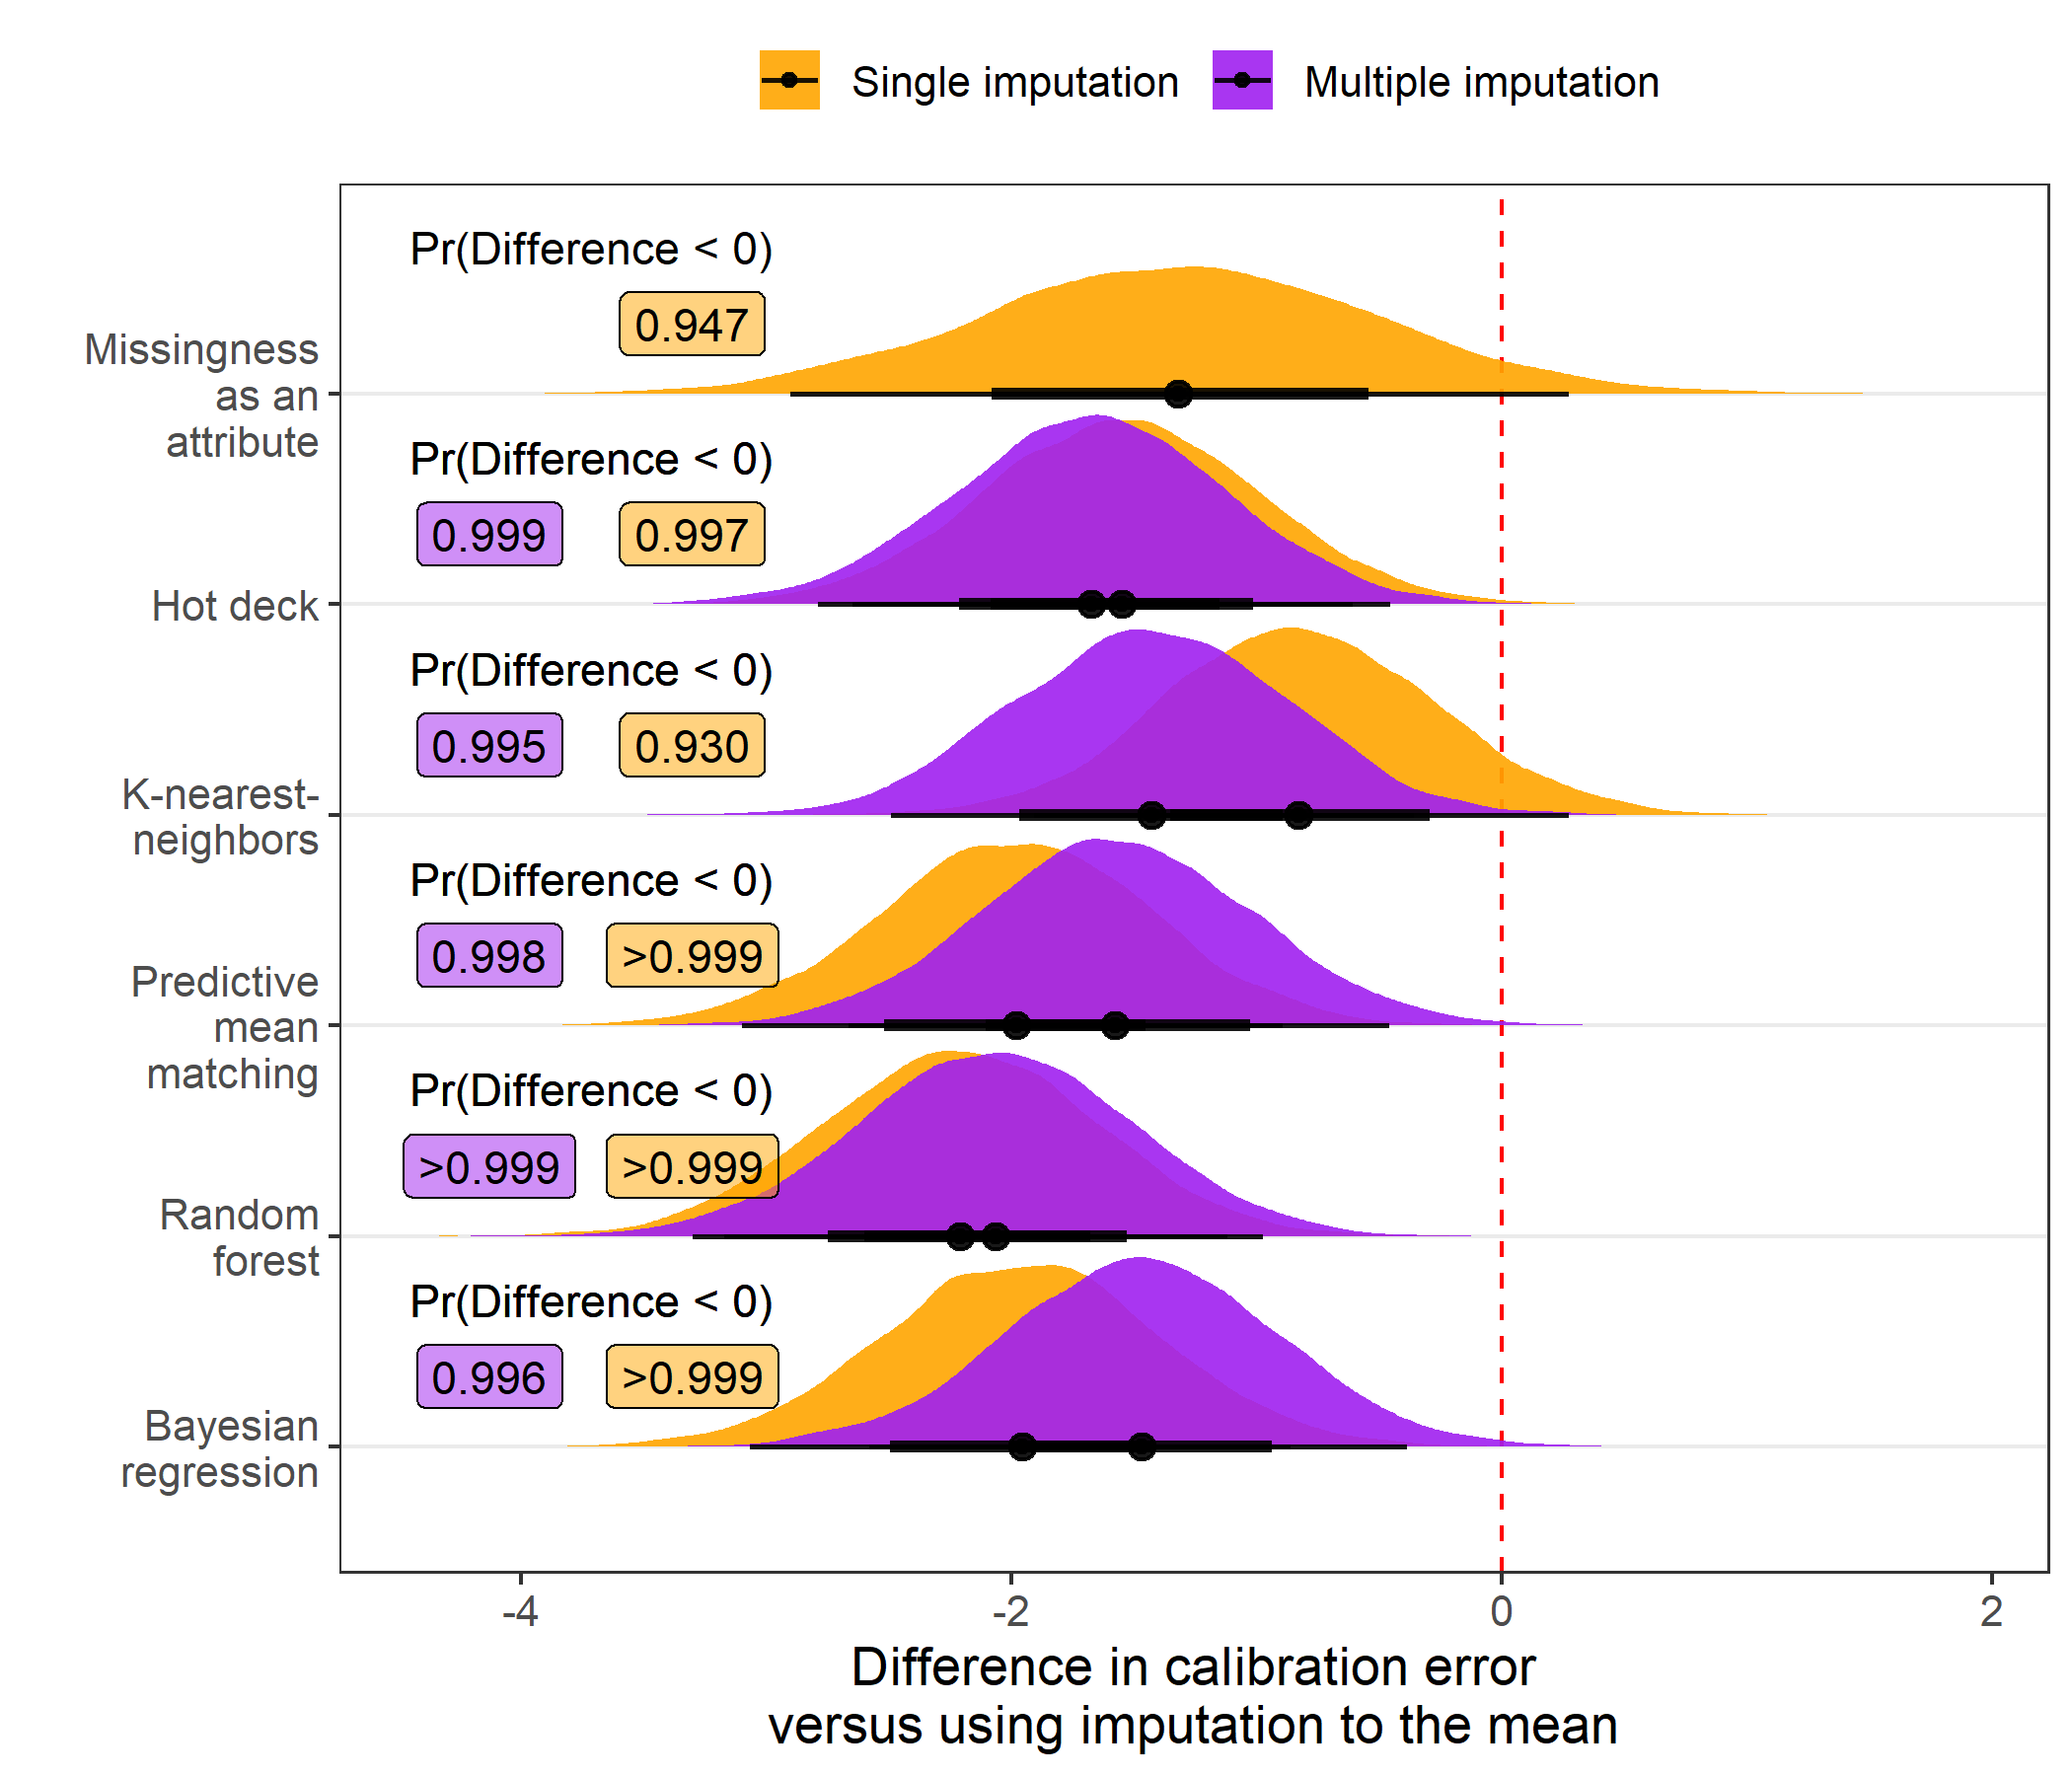 Single imputation
Multiple imputation
Pr(Difference < 0)
0.947
Missingness
as an
attribute
Pr(Difference < 0)
0.999
0.997
Hot deck
Pr(Difference < 0)
0.995
0.930
K-nearest-
neighbors
Pr(Difference < 0)
0.998
>0.999
Predictive
mean
matching
Pr(Difference < 0)
>0.999
>0.999
Random
forest
Pr(Difference < 0)
0.996
>0.999
Bayesian
regression
-4
-2
0
2
Difference in calibration error
versus using imputation to the mean